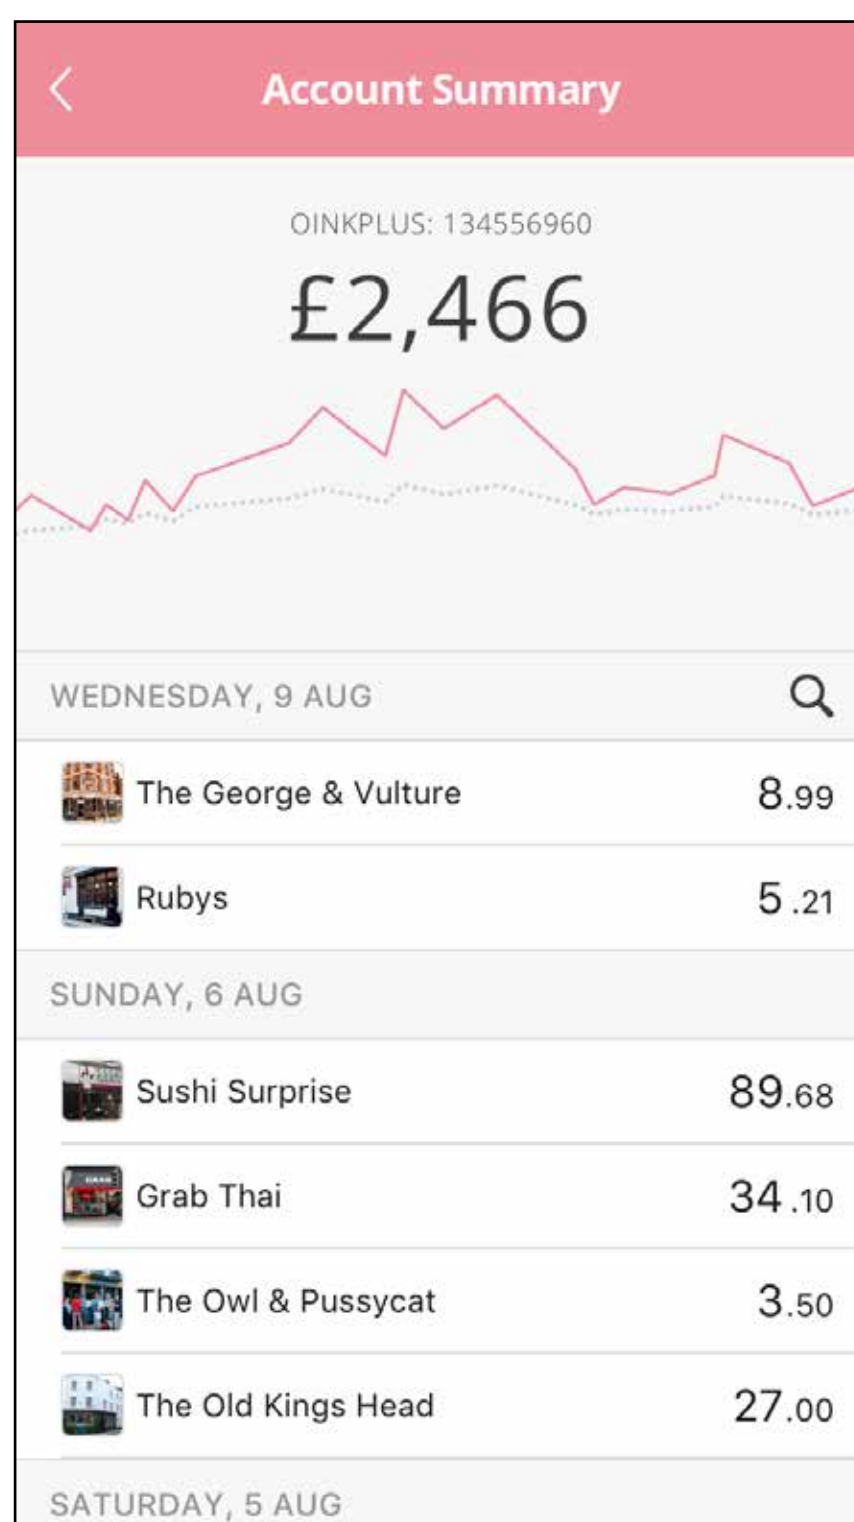 Account Summary
OINKPLUS: 134556960
£2,466
WEDNESDAY, 9 AUG
The George & Vulture 8.99
Rubys 5.21
SUNDAY, 6 AUG
Sushi Surprise 89.68
Grab Thai 34.10
The Owl & Pussycat 3.50
The Old Kings Head 27.00
SATURDAY, 5 AUG